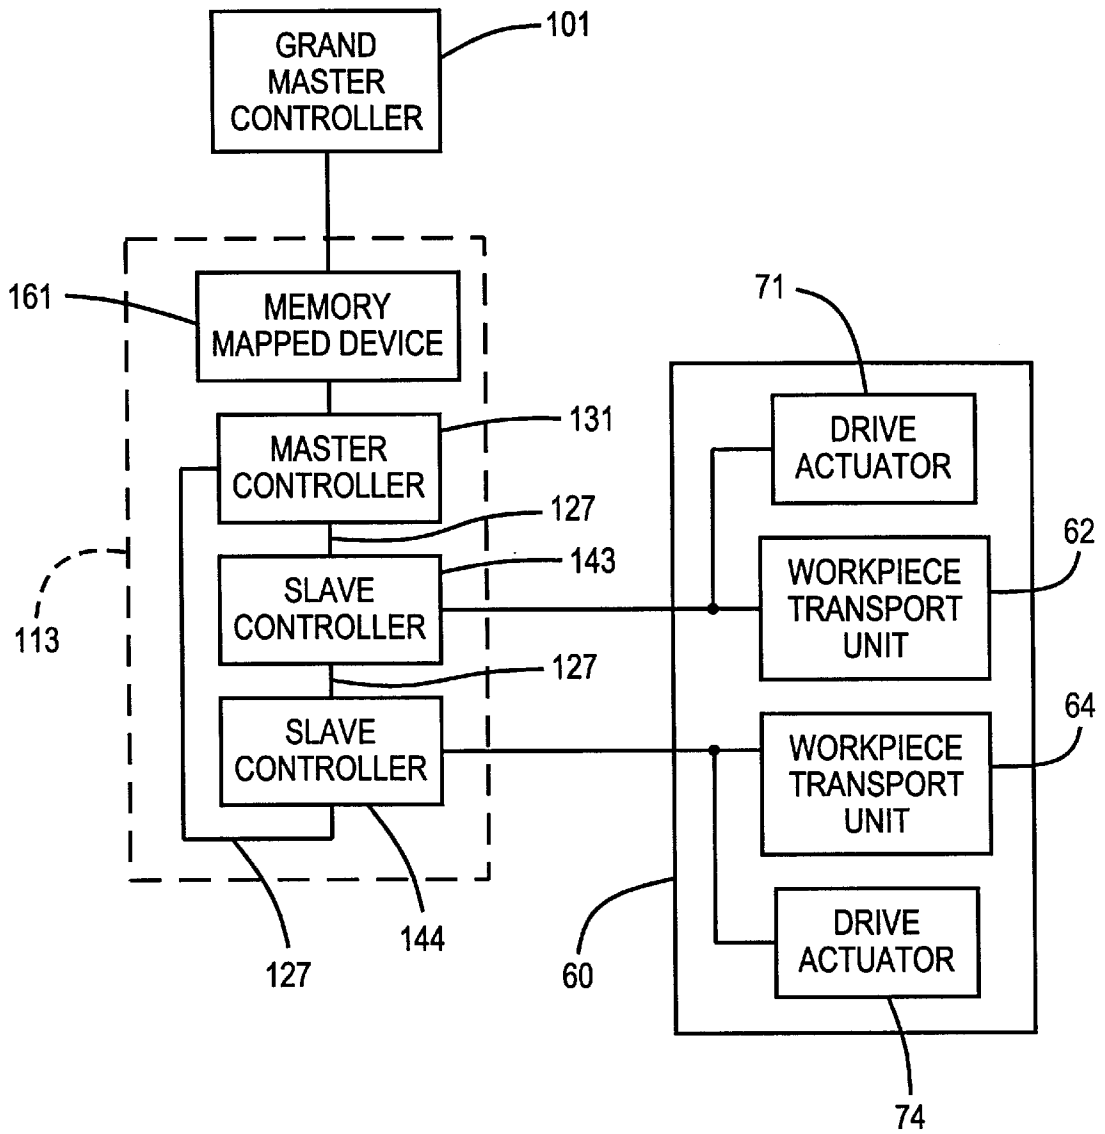 GRAND
MASTER
CONTROLLER
101
161
MEMORY
MAPPED DEVICE
131
MASTER
CONTROLLER
127
143
SLAVE
CONTROLLER
113
127
SLAVE
CONTROLLER
144
127
71
DRIVE
ACTUATOR
62
WORKPIECE
TRANSPORT
UNIT
64
WORKPIECE
TRANSPORT
UNIT
60
DRIVE
ACTUATOR
74